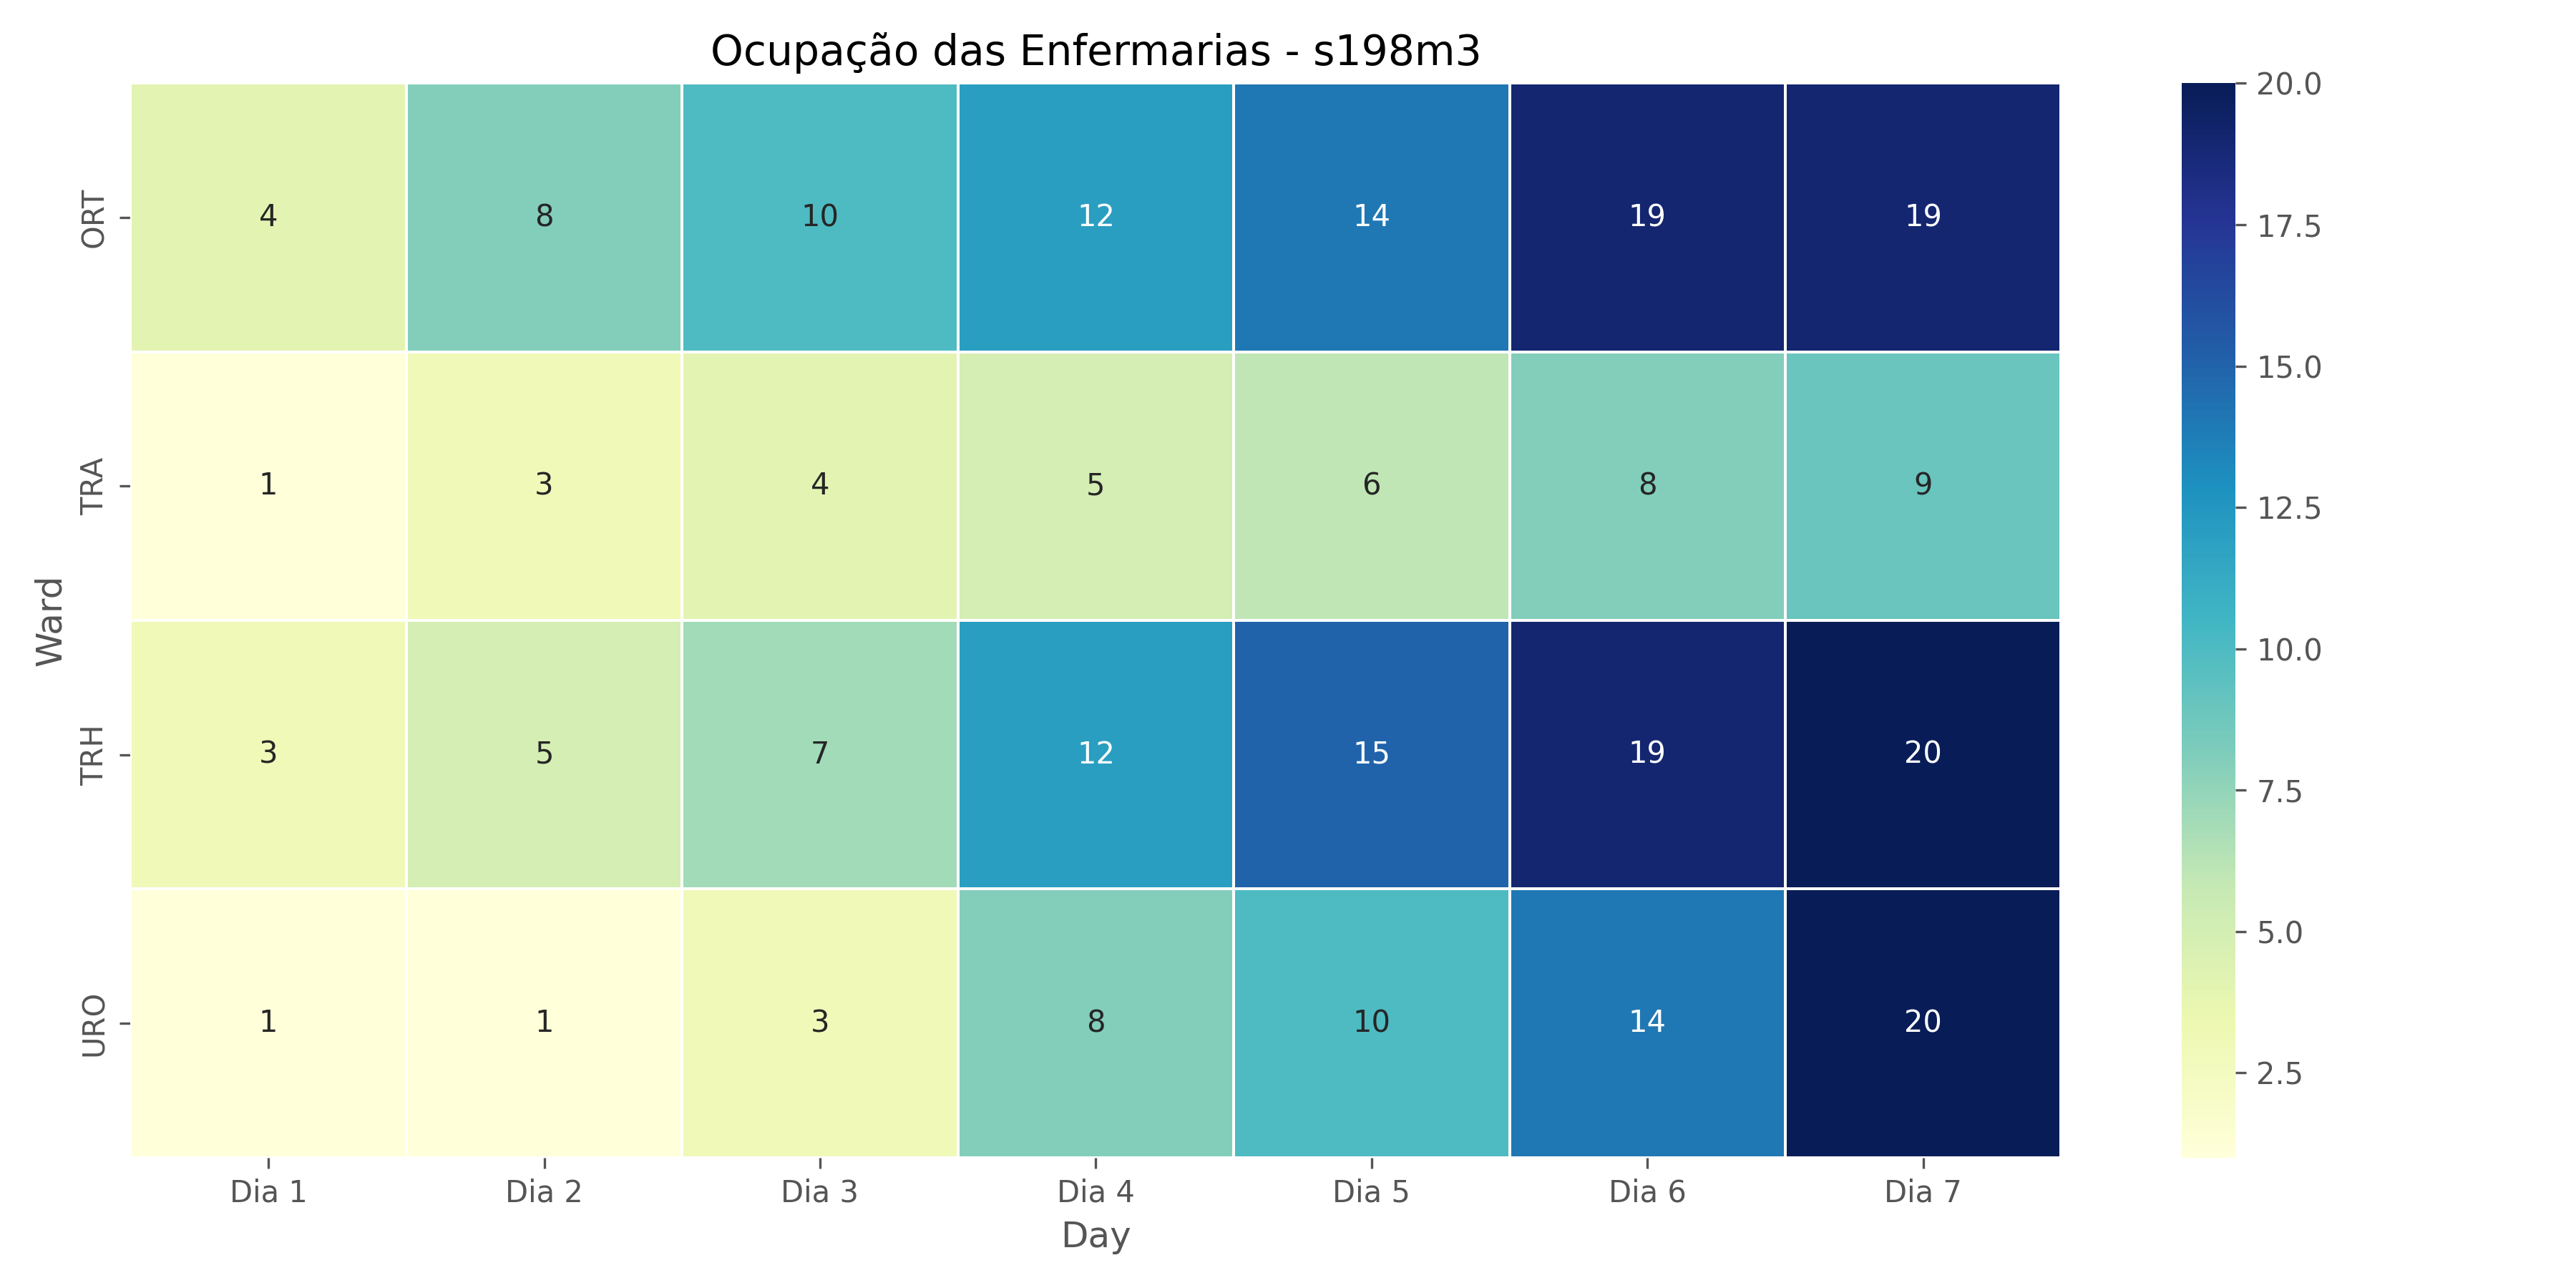 Ocupação das Enfermarias - s198m3
Ward
ORT
4 8 10 12 14 19 19
TRA
1 3 4 5 6 8 9
TRH
3 5 7 12 15 19 20
URO
1 1 3 8 10 14 20
Dia 1 Dia 2 Dia 3 Dia 4 Dia 5 Dia 6 Dia 7
Day
20.0
17.5
15.0
12.5
10.0
7.5
5.0
2.5